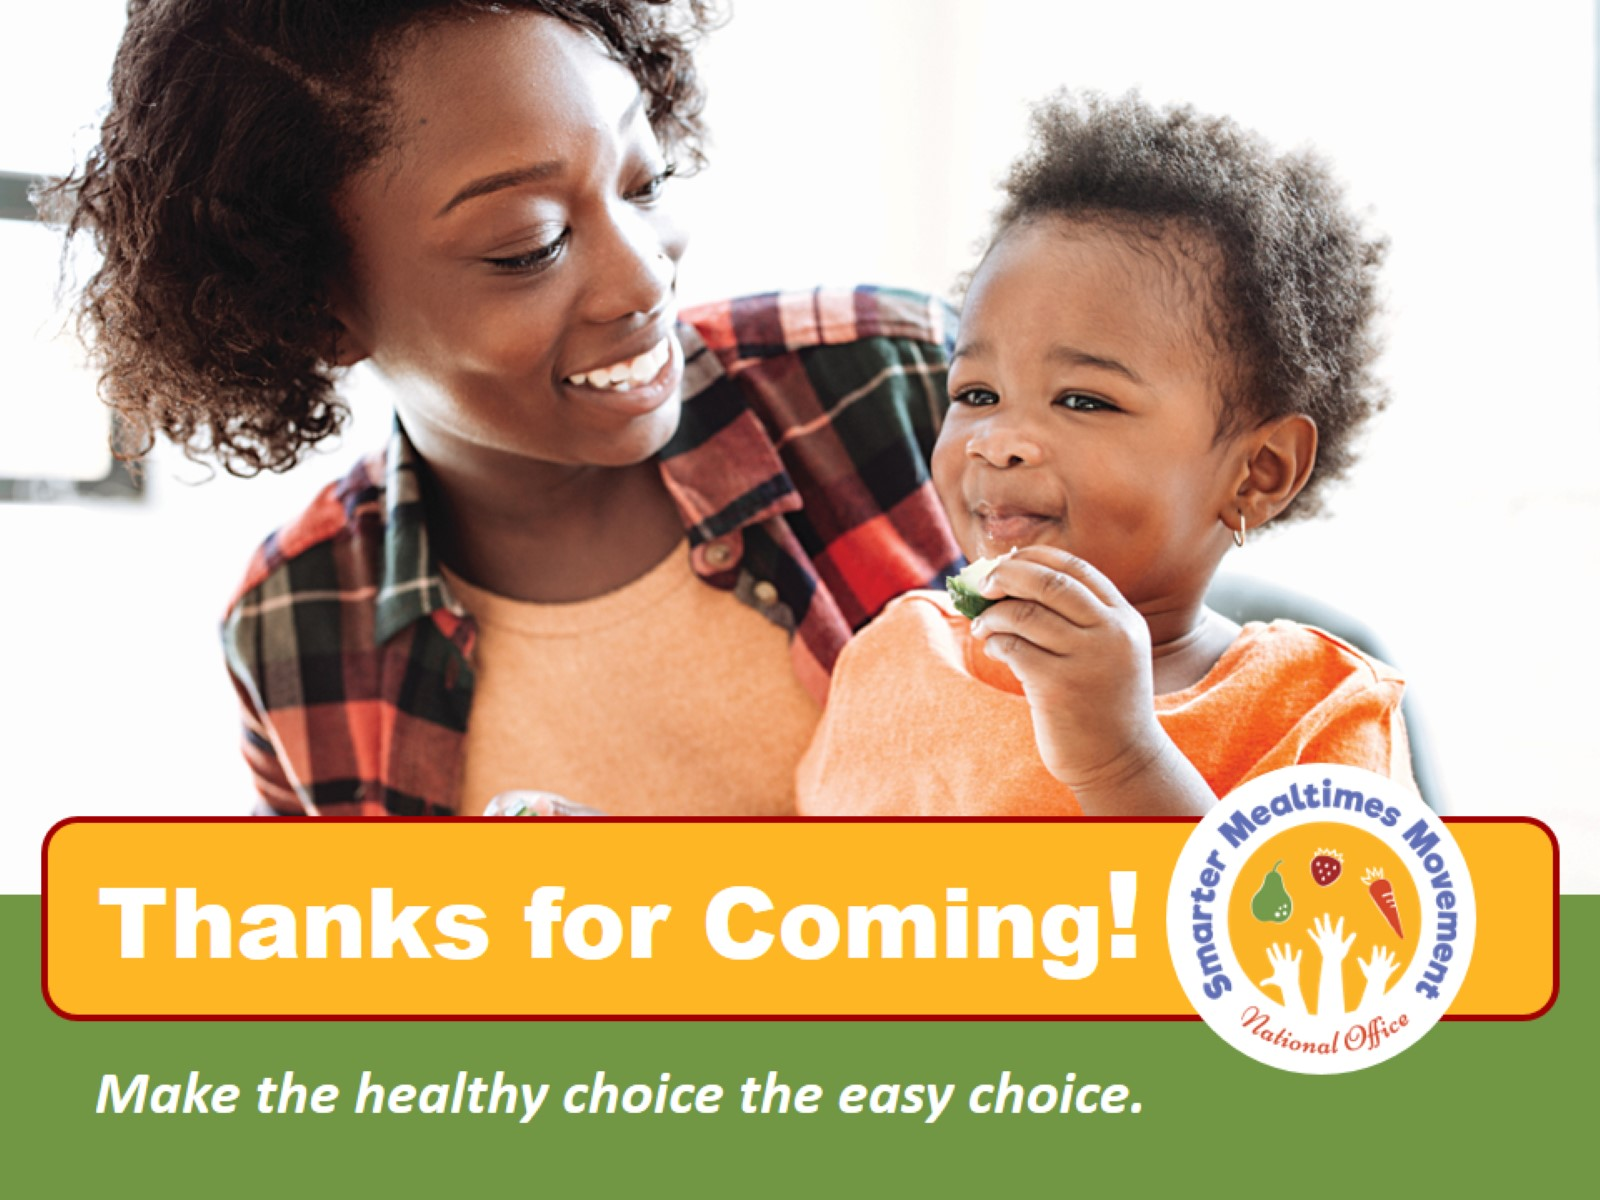 Thanks for Coming!
Smarter Mealtimes Movement
National Office
Make the healthy choice the easy choice.